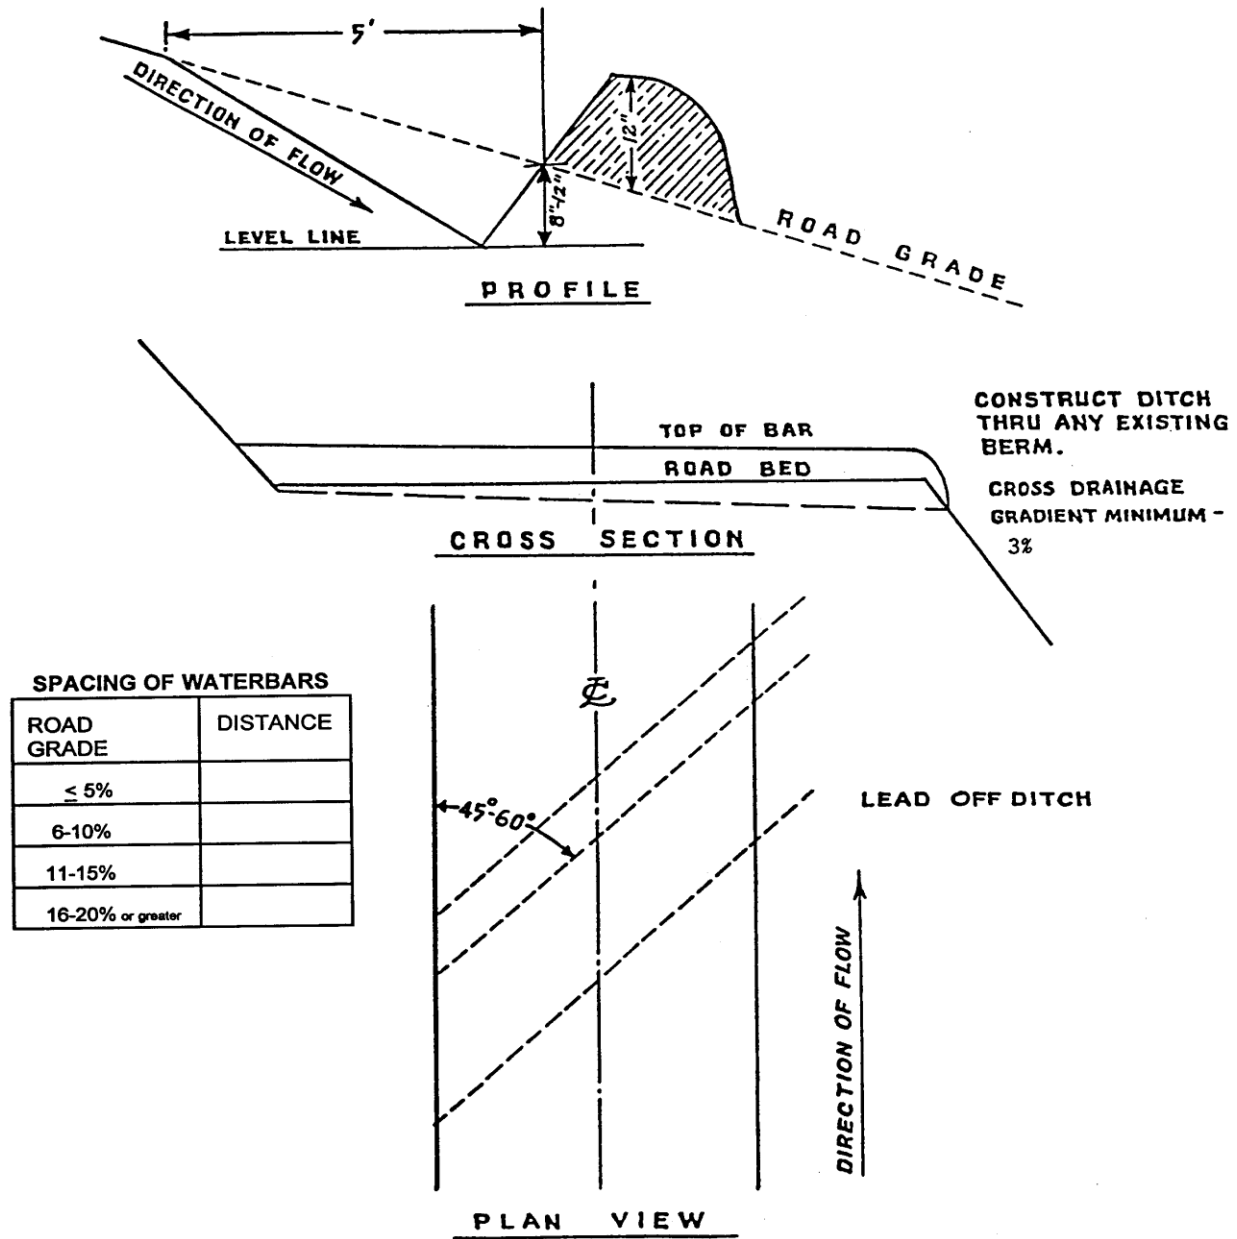 5'
DIRECTION OF FLOW
12"
8"-12"
LEVEL LINE
ROAD GRADE
PROFILE
TOP OF BAR
ROAD BED
CONSTRUCT DITCH
THRU ANY EXISTING
BERM.
CROSS DRAINAGE
GRADIENT MINIMUM -
3%
CROSS SECTION
SPACING OF WATERBARS
ROAD GRADE DISTANCE
≤ 5%
6-10%
11-15%
16-20% or greater
℄
45°-60°
LEAD OFF DITCH
DIRECTION OF FLOW
PLAN VIEW